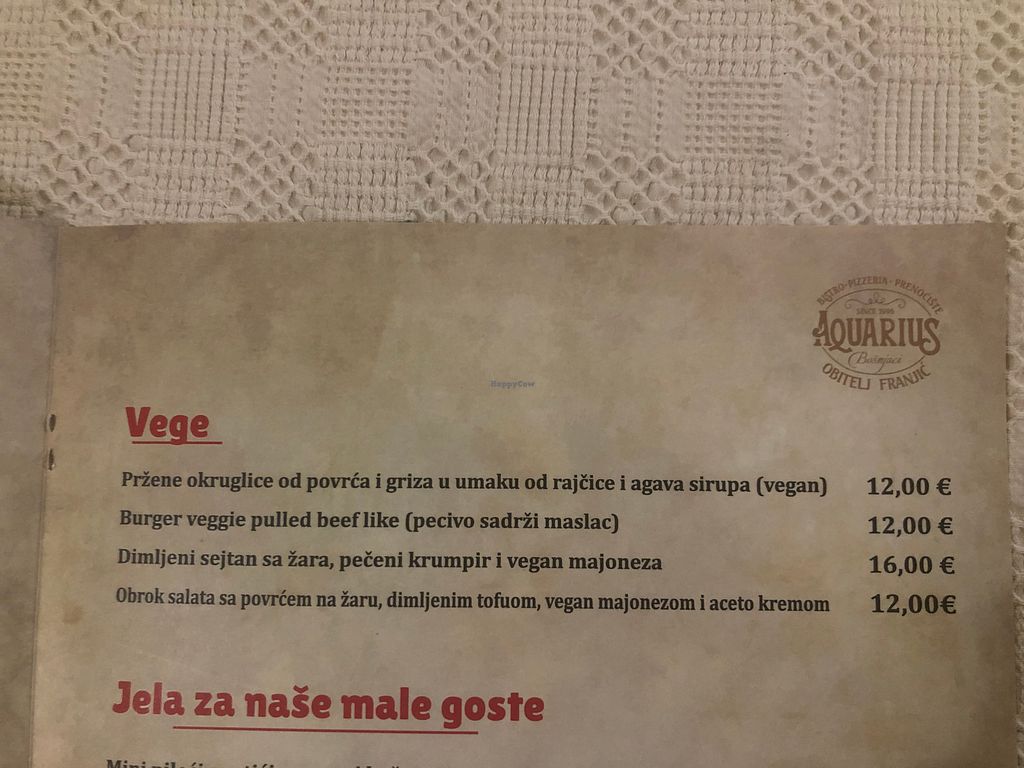 BISTRO · PIZZERIA · PRENOĆIŠTE
SINCE 1996
AQUARIUS
Bošnjaci
OBITELJ FRANJIĆ
HappyCow
Vege
Pržene okruglice od povrća i griza u umaku od rajčice i agava sirupa (vegan) 12,00 €
Burger veggie pulled beef like (pecivo sadrži maslac) 12,00 €
Dimljeni sejtan sa žara, pečeni krumpir i vegan majoneza 16,00 €
Obrok salata sa povrćem na žaru, dimljenim tofuom, vegan majonezom i aceto kremom 12,00€
Jela za naše male goste
Mini